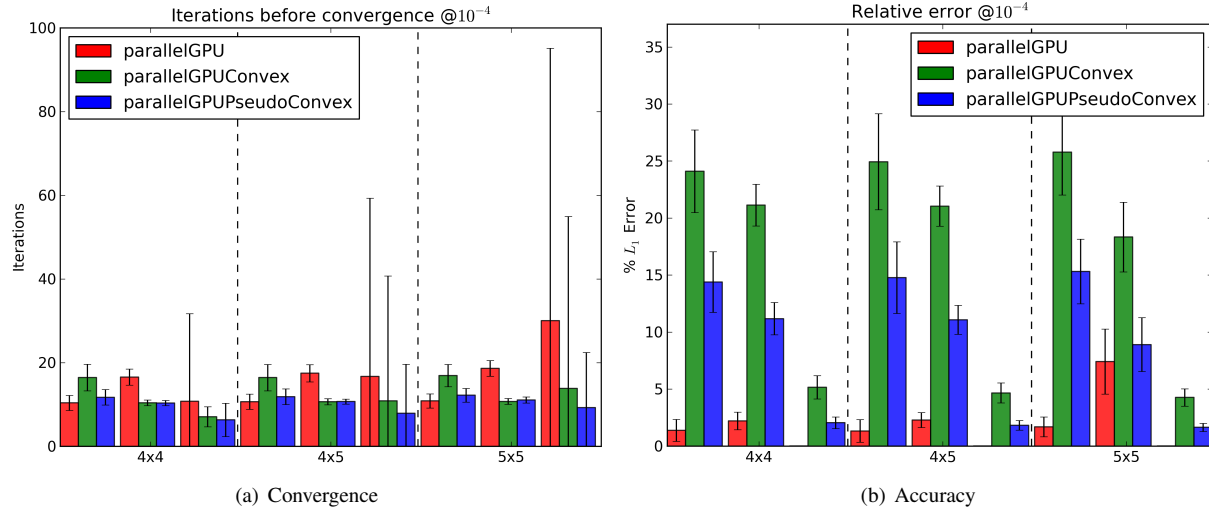 Iterations before convergence @10⁻⁴
100
80
60
40
20
0
Iterations
parallelGPU
parallelGPUConvex
parallelGPUPseudoConvex
4x4
4x5
5x5
(a) Convergence
Relative error @10⁻⁴
35
30
25
20
15
10
5
0
% L₁ Error
parallelGPU
parallelGPUConvex
parallelGPUPseudoConvex
4x4
4x5
5x5
(b) Accuracy